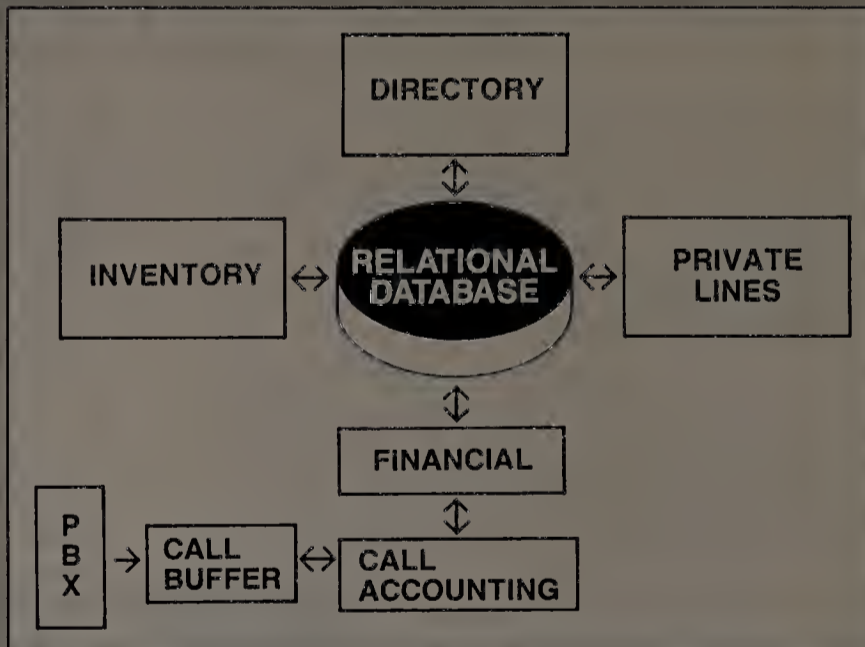 DIRECTORY
INVENTORY
RELATIONAL
DATABASE
PRIVATE
LINES
FINANCIAL
P
B
X
CALL
BUFFER
CALL
ACCOUNTING